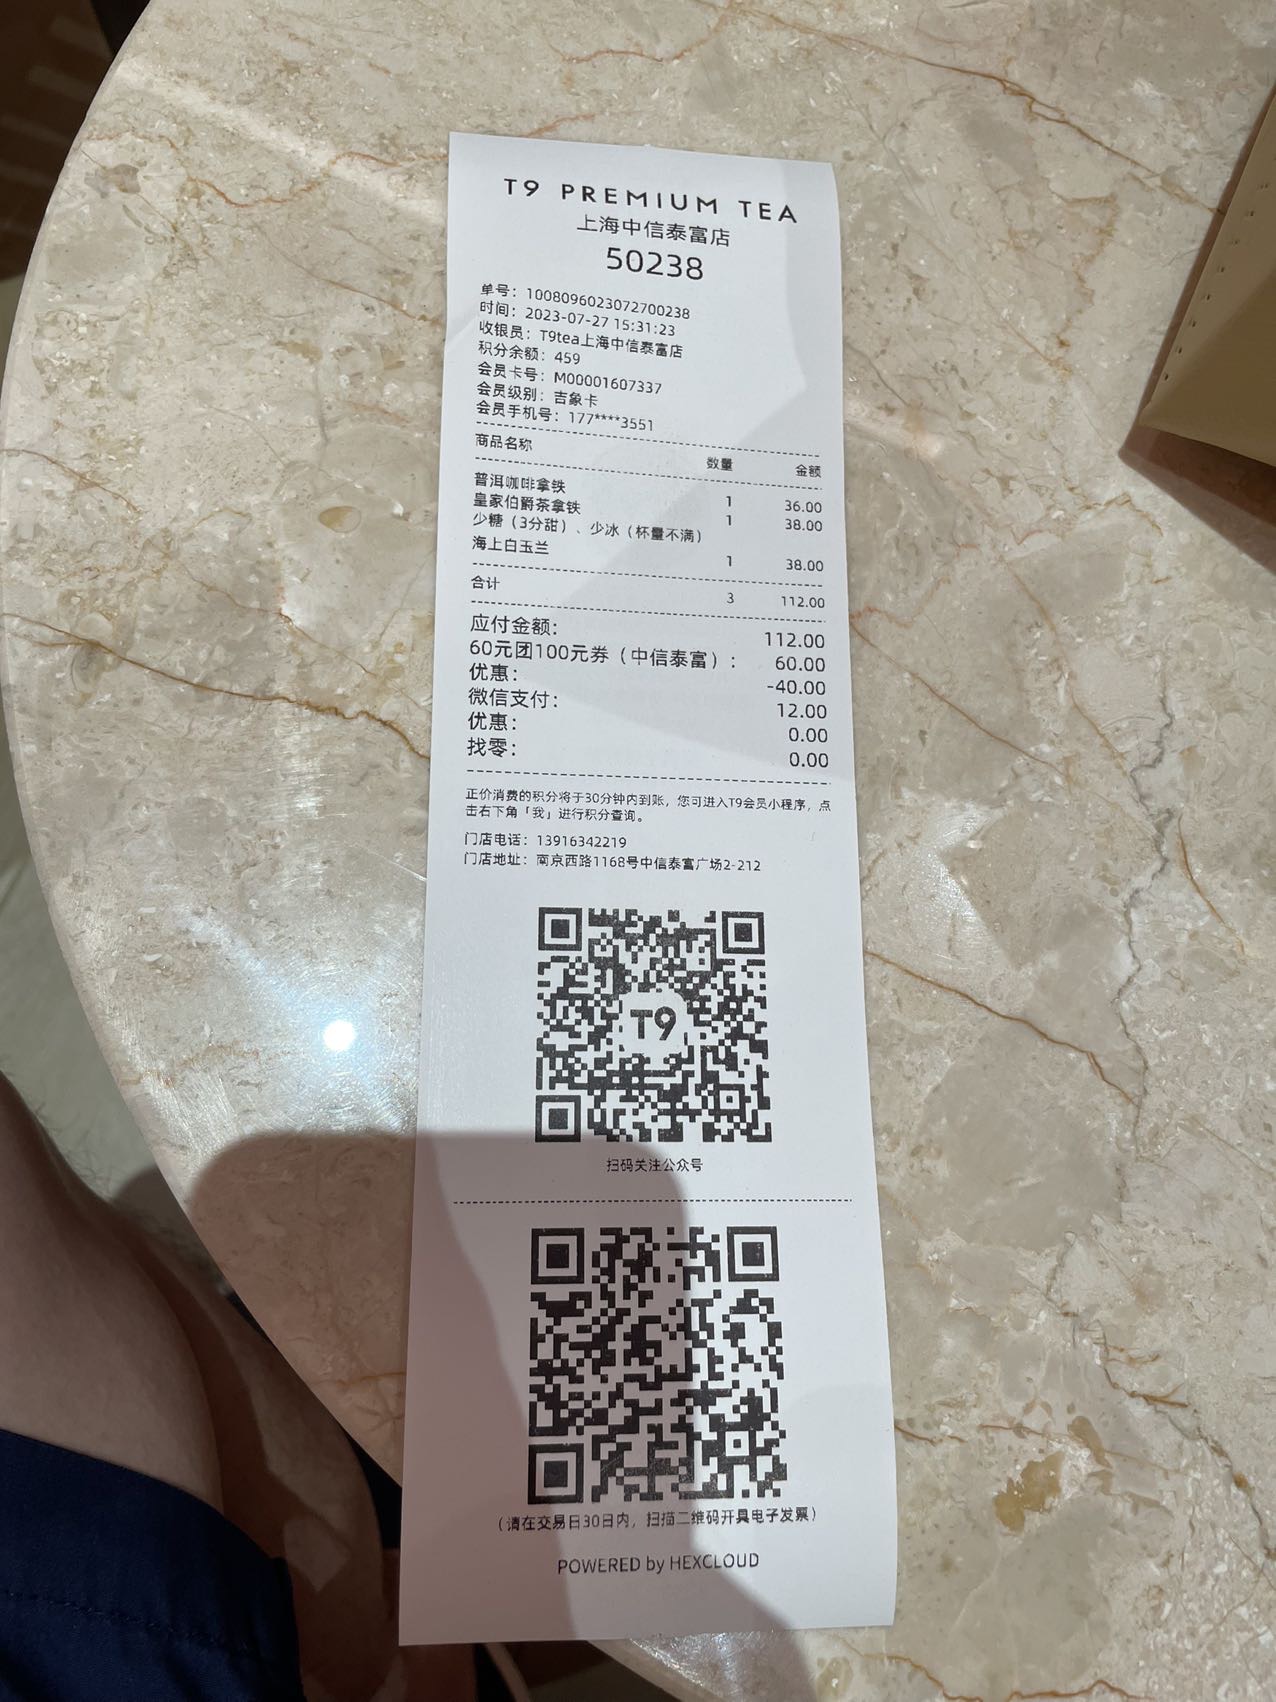 T9 PREMIUM TEA
上海中信泰富店
50238
单号：1008096023072700238
时间：2023-07-27 15:31:23
收银员：T9tea上海中信泰富店
积分余额：459
会员卡号：M00001607337
会员级别：吉象卡
会员手机号：177****3551
商品名称 数量 金额
普洱咖啡拿铁 1 36.00
皇家伯爵茶拿铁 1 38.00
少糖（3分甜）、少冰（杯量不满）
海上白玉兰 1 38.00
合计 3 112.00
应付金额： 112.00
60元团100元券（中信泰富）： 60.00
优惠： -40.00
微信支付： 12.00
优惠： 0.00
找零： 0.00
正价消费的积分将于30分钟内到账，您可进入T9会员小程序，点
击右下角「我」进行积分查询。
门店电话：13916342219
门店地址：南京西路1168号中信泰富广场2-212
T9
扫码关注公众号
（请在交易日30日内，扫描二维码开具电子发票）
POWERED by HEXCLOUD